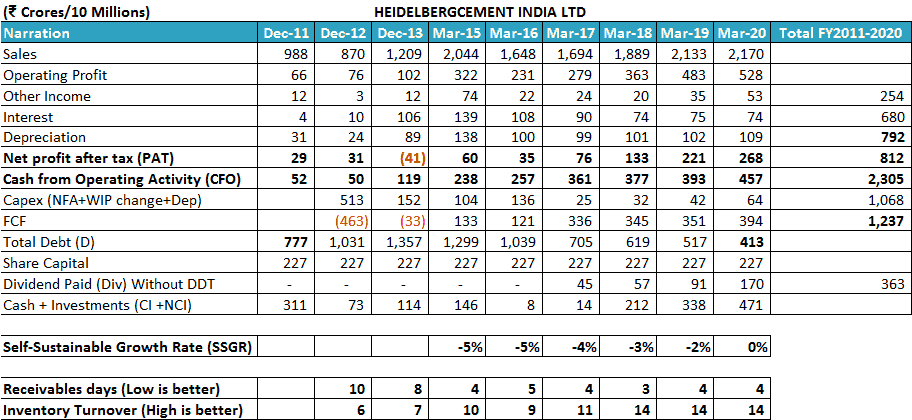 (₹ Crores/10 Millions) HEIDELBERGCEMENT INDIA LTD
Narration Dec-11 Dec-12 Dec-13 Mar-15 Mar-16 Mar-17 Mar-18 Mar-19 Mar-20 Total FY2011-2020
Sales 988 870 1,209 2,044 1,648 1,694 1,889 2,133 2,170
Operating Profit 66 76 102 322 231 279 363 483 528
Other Income 12 3 12 74 22 24 20 35 53 254
Interest 4 10 106 139 108 90 74 75 74 680
Depreciation 31 24 89 138 100 99 101 102 109 792
Net profit after tax (PAT) 29 31 (41) 60 35 76 133 221 268 812
Cash from Operating Activity (CFO) 52 50 119 238 257 361 377 393 457 2,305
Capex (NFA+WIP change+Dep) 513 152 104 136 25 32 42 64 1,068
FCF (463) (33) 133 121 336 345 351 394 1,237
Total Debt (D) 777 1,031 1,357 1,299 1,039 705 619 517 413
Share Capital 227 227 227 227 227 227 227 227 227
Dividend Paid (Div) Without DDT - - - - - 45 57 91 170 363
Cash + Investments (CI +NCI) 311 73 114 146 8 14 212 338 471
Self-Sustainable Growth Rate (SSGR) -5% -5% -4% -3% -2% 0%
Receivables days (Low is better) 10 8 4 5 4 3 4 4
Inventory Turnover (High is better) 6 7 10 9 11 14 14 14